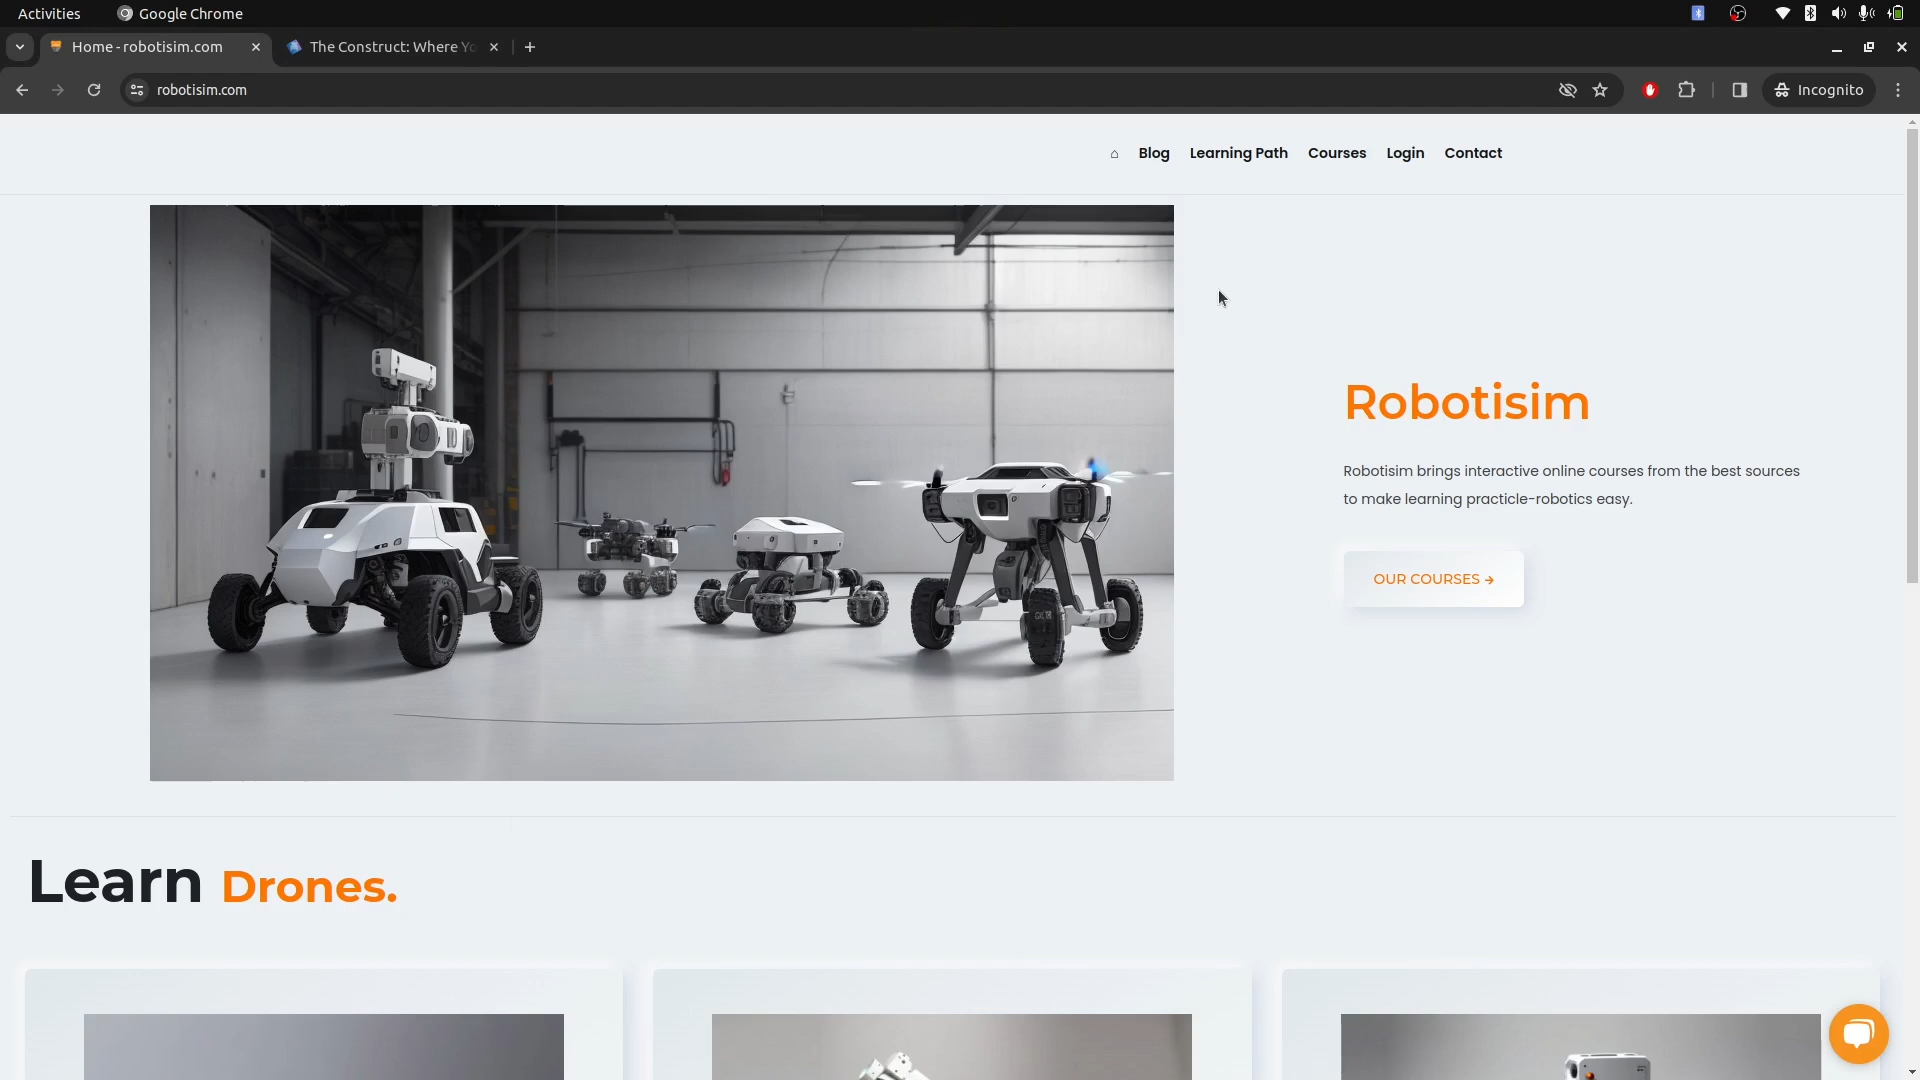 Activities
Google Chrome
Home - robotisim.com
The Construct: Where Yo
robotisim.com
Incognito
Blog
Learning Path
Courses
Login
Contact
Robotisim
Robotisim brings interactive online courses from the best sources
to make learning practicle-robotics easy.
OUR COURSES →
Learn Drones.